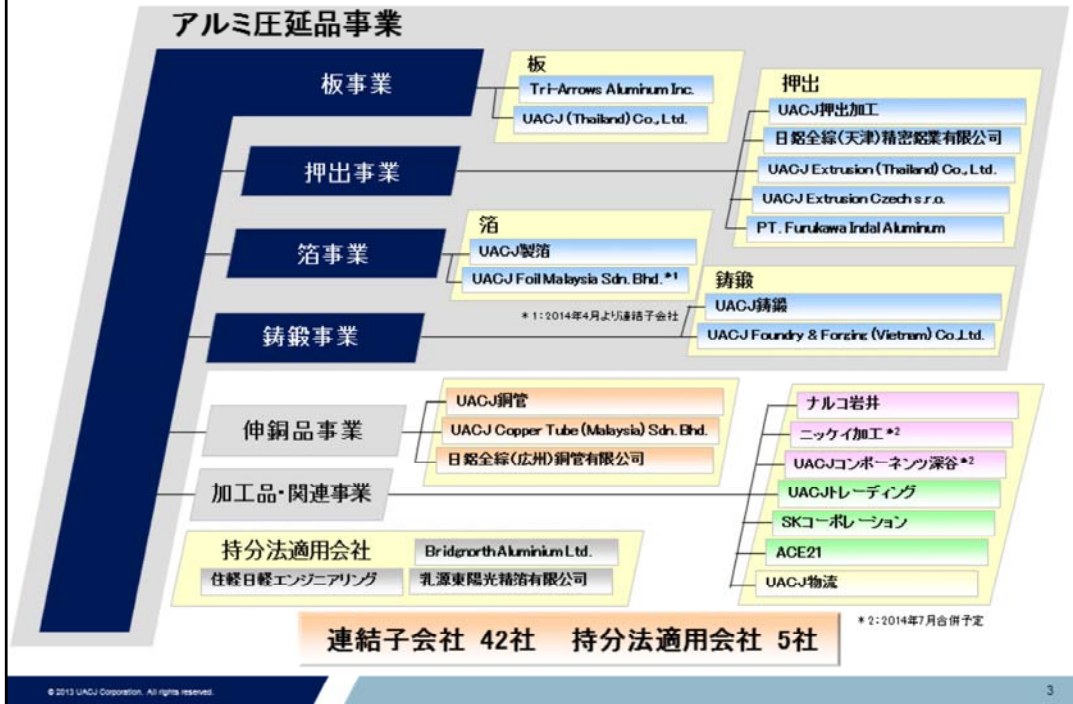 アルミ圧延品事業
板事業
板
Tri-Arrows Aluminum Inc.
UACJ (Thailand) Co., Ltd.
押出事業
押出
UACJ押出加工
日鋁全綜(天津)精密鋁業有限公司
UACJ Extrusion (Thailand) Co., Ltd.
UACJ Extrusion Czech s.r.o.
PT. Furukawa Indal Aluminum
箔事業
箔
UACJ製箔
UACJ Foil Malaysia Sdn. Bhd.*1
*1:2014年4月より連結子会社
鋳鍛事業
鋳鍛
UACJ鋳鍛
UACJ Foundry & Forging (Vietnam) Co.,Ltd.
伸銅品事業
UACJ銅管
UACJ Copper Tube (Malaysia) Sdn. Bhd.
日鋁全綜(広州)銅管有限公司
加工品・関連事業
ナルコ岩井
ニッケイ加工*2
UACJコンポーネンツ深谷*2
UACJトレーディング
SKコーポレーション
ACE21
UACJ物流
*2:2014年7月合併予定
持分法適用会社
Bridgnorth Aluminium Ltd.
住軽日軽エンジニアリング
乳源東陽光精箔有限公司
連結子会社 42社 持分法適用会社 5社
© 2013 UACJ Corporation. All rights reserved.
3